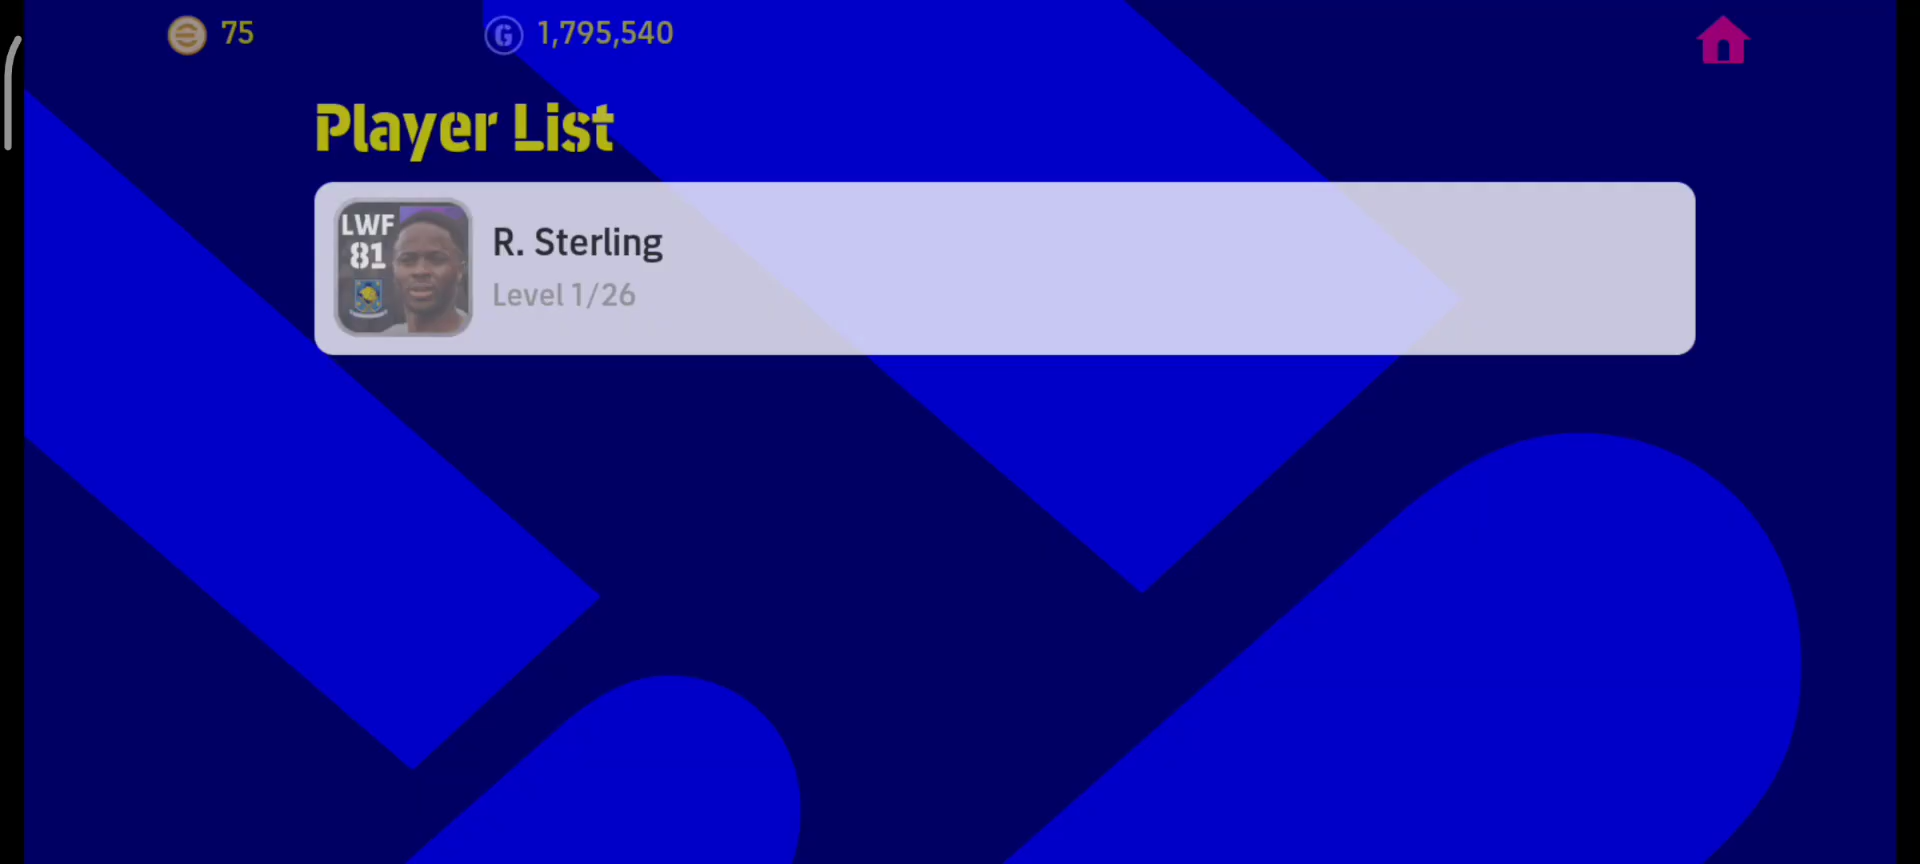 75
G 1,795,540
Player List
LWF
81
R. Sterling
Level 1/26